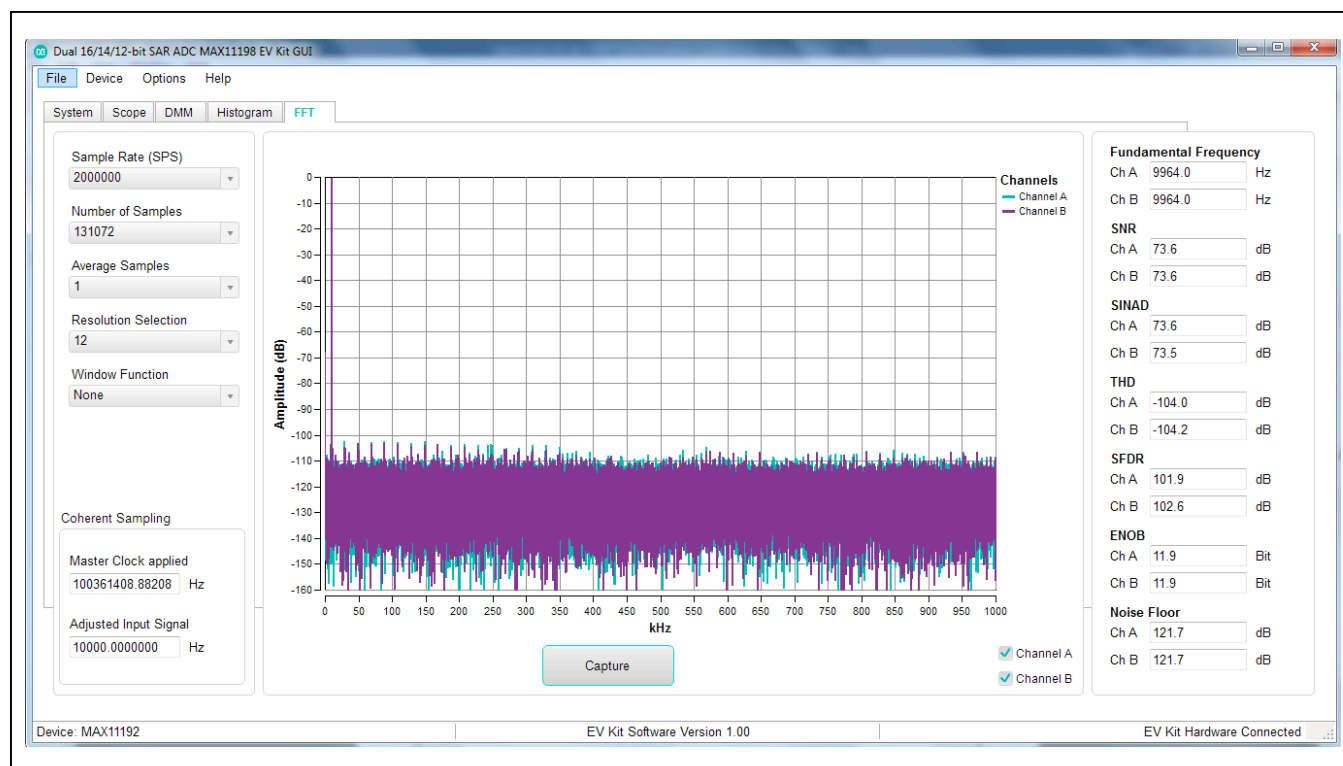 Dual 16/14/12-bit SAR ADC MAX11198 EV Kit GUI
File Device Options Help
System Scope DMM Histogram FFT
Sample Rate (SPS)
2000000
Number of Samples
131072
Average Samples
1
Resolution Selection
12
Window Function
None
Coherent Sampling
Master Clock applied
100361408.88208 Hz
Adjusted Input Signal
10000.0000000 Hz
Amplitude (dB)
0
-10
-20
-30
-40
-50
-60
-70
-80
-90
-100
-110
-120
-130
-140
-150
-160
0 50 100 150 200 250 300 350 400 450 500 550 600 650 700 750 800 850 900 950 1000
kHz
Channels
Channel A
Channel B
Capture
Channel A
Channel B
Fundamental Frequency
Ch A 9964.0 Hz
Ch B 9964.0 Hz
SNR
Ch A 73.6 dB
Ch B 73.6 dB
SINAD
Ch A 73.6 dB
Ch B 73.5 dB
THD
Ch A -104.0 dB
Ch B -104.2 dB
SFDR
Ch A 101.9 dB
Ch B 102.6 dB
ENOB
Ch A 11.9 Bit
Ch B 11.9 Bit
Noise Floor
Ch A 121.7 dB
Ch B 121.7 dB
Device: MAX11192 EV Kit Software Version 1.00 EV Kit Hardware Connected